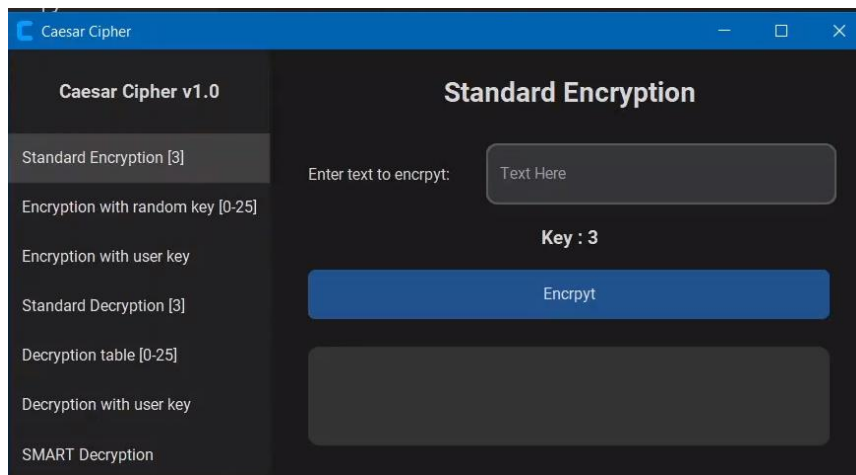 Caesar Cipher
Caesar Cipher v1.0
Standard Encryption [3]
Encryption with random key [0-25]
Encryption with user key
Standard Decryption [3]
Decryption table [0-25]
Decryption with user key
SMART Decryption
Standard Encryption
Enter text to encrpyt:
Text Here
Key : 3
Encrpyt